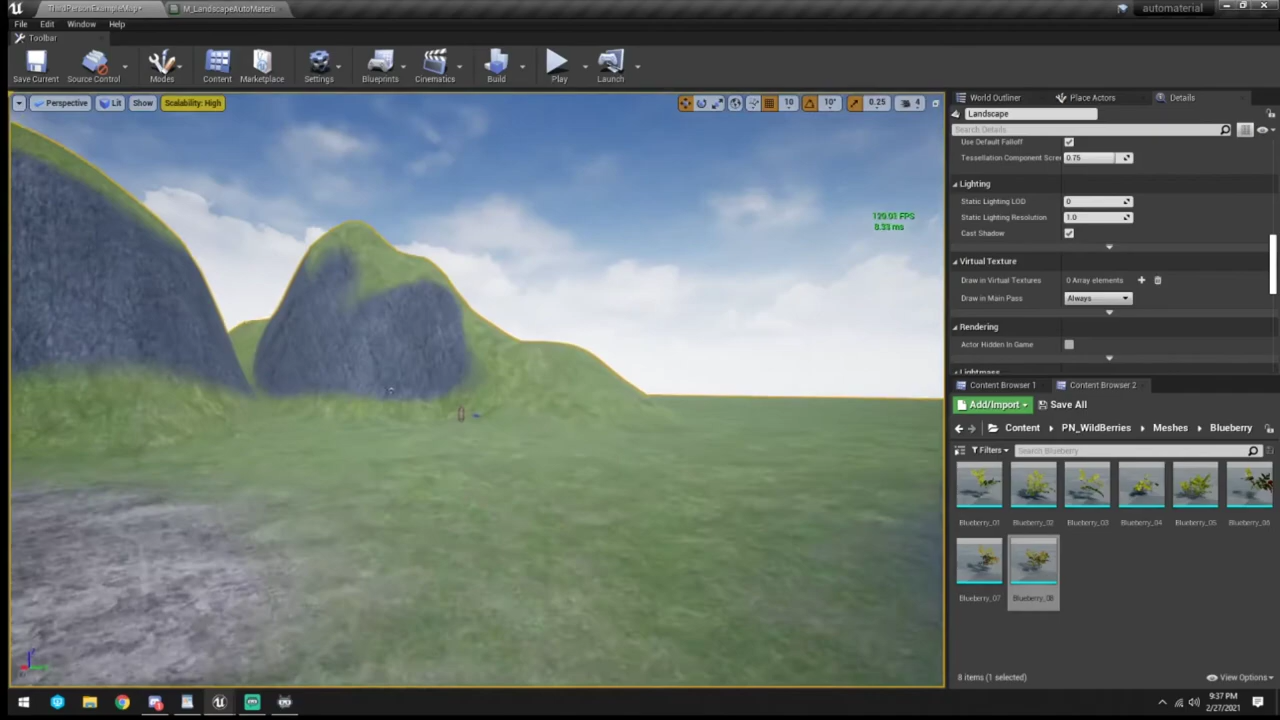 ThirdPersonExampleMap*
M_LandscapeAutoMateria
automaterial
File Edit Window Help
Toolbar
Save Current Source Control Modes Content Marketplace Settings Blueprints Cinematics Build Play Launch
Perspective Lit Show Scalability: High 10 10° 0.25 4
120.01 FPS
8.33 ms
World Outliner Place Actors Details
Landscape
Search Details
Use Default Falloff
Tessellation Component Scree 0.75
Lighting
Static Lighting LOD 0
Static Lighting Resolution 1.0
Cast Shadow
Virtual Texture
Draw in Virtual Textures 0 Array elements
Draw in Main Pass Always
Rendering
Actor Hidden In Game
Lightmass
Content Browser 1 Content Browser 2
Add/Import Save All
Content PN_WildBerries Meshes Blueberry
Filters Search Blueberry
Blueberry_01 Blueberry_02 Blueberry_03 Blueberry_04 Blueberry_05 Blueberry_06
Blueberry_07 Blueberry_08
8 items (1 selected) View Options
9:37 PM
2/27/2021